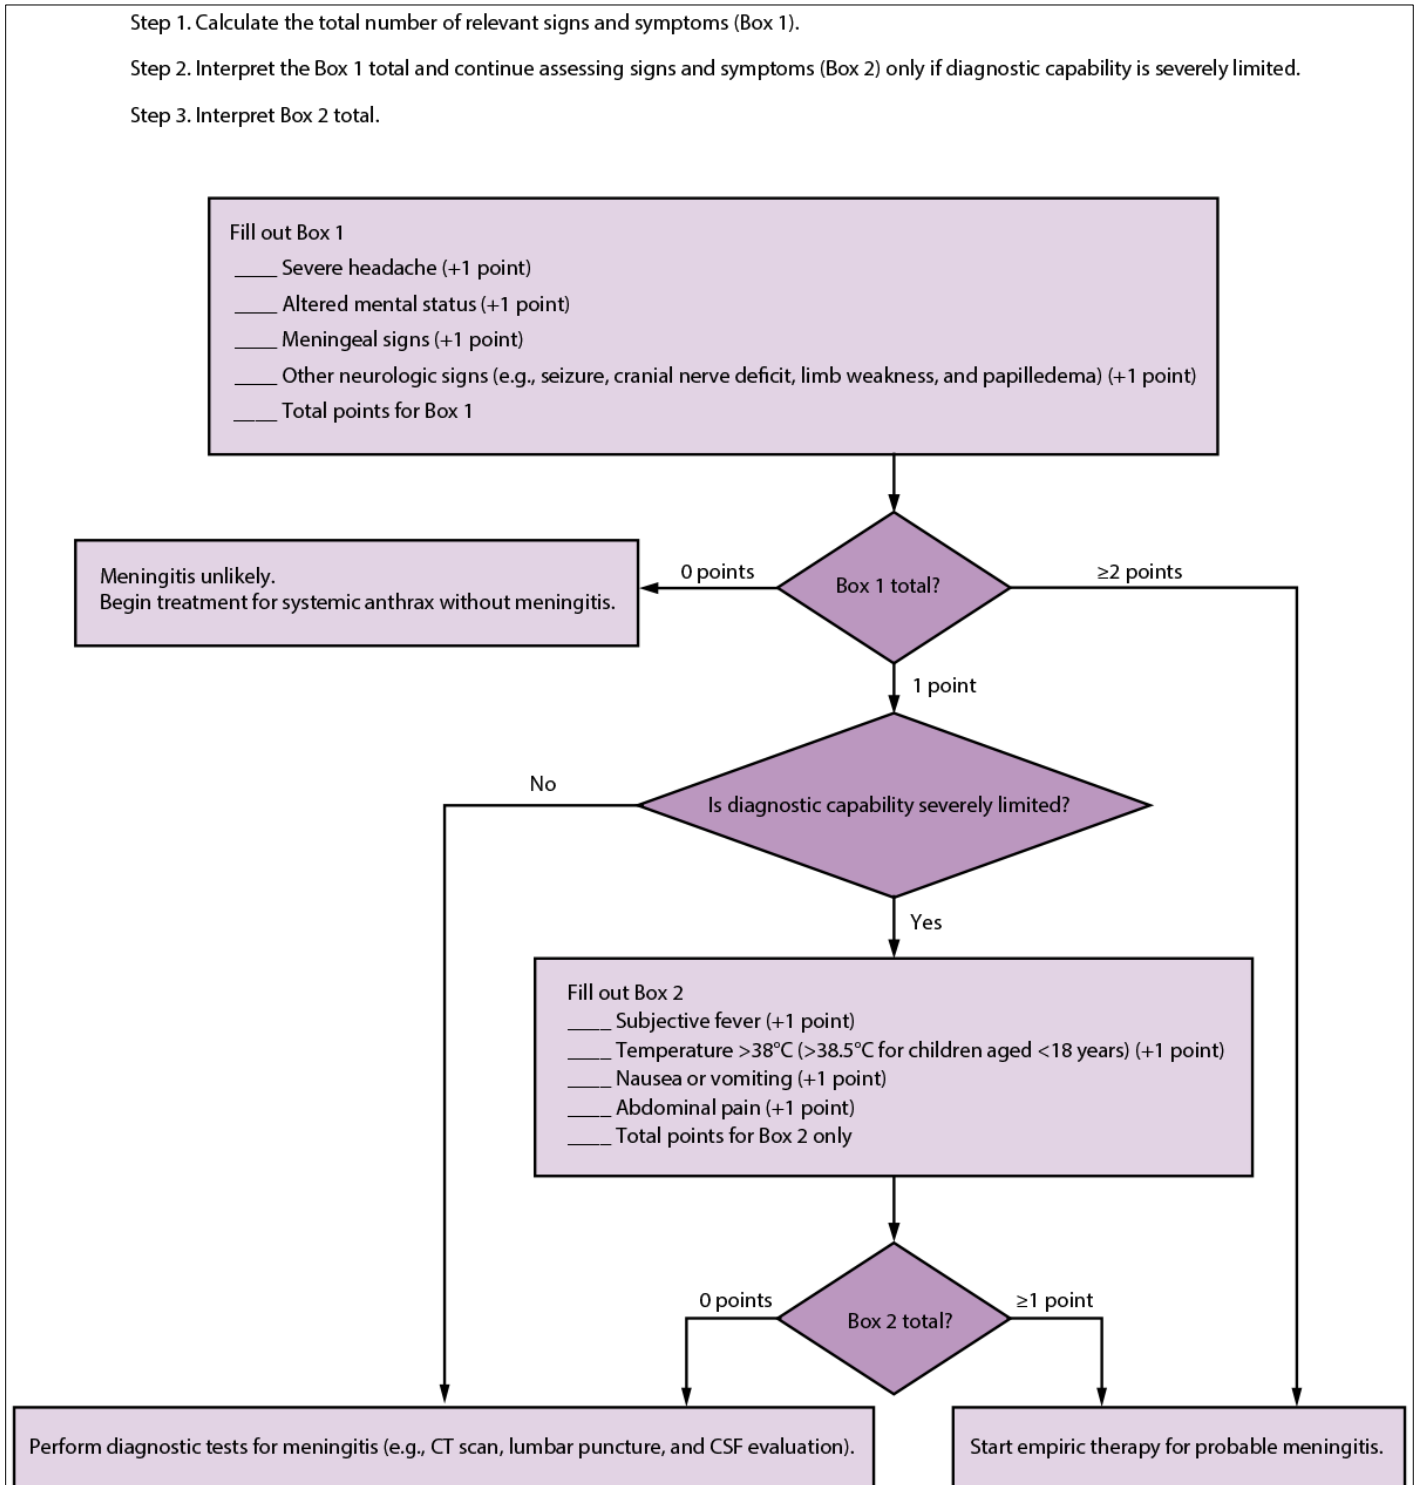 Step 1. Calculate the total number of relevant signs and symptoms (Box 1).
Step 2. Interpret the Box 1 total and continue assessing signs and symptoms (Box 2) only if diagnostic capability is severely limited.
Step 3. Interpret Box 2 total.
Fill out Box 1
____ Severe headache (+1 point)
____ Altered mental status (+1 point)
____ Meningeal signs (+1 point)
____ Other neurologic signs (e.g., seizure, cranial nerve deficit, limb weakness, and papilledema) (+1 point)
____ Total points for Box 1
Box 1 total?
0 points
≥2 points
Meningitis unlikely.
Begin treatment for systemic anthrax without meningitis.
1 point
Is diagnostic capability severely limited?
No
Yes
Fill out Box 2
____ Subjective fever (+1 point)
____ Temperature >38°C (>38.5°C for children aged <18 years) (+1 point)
____ Nausea or vomiting (+1 point)
____ Abdominal pain (+1 point)
____ Total points for Box 2 only
Box 2 total?
0 points
≥1 point
Perform diagnostic tests for meningitis (e.g., CT scan, lumbar puncture, and CSF evaluation).
Start empiric therapy for probable meningitis.